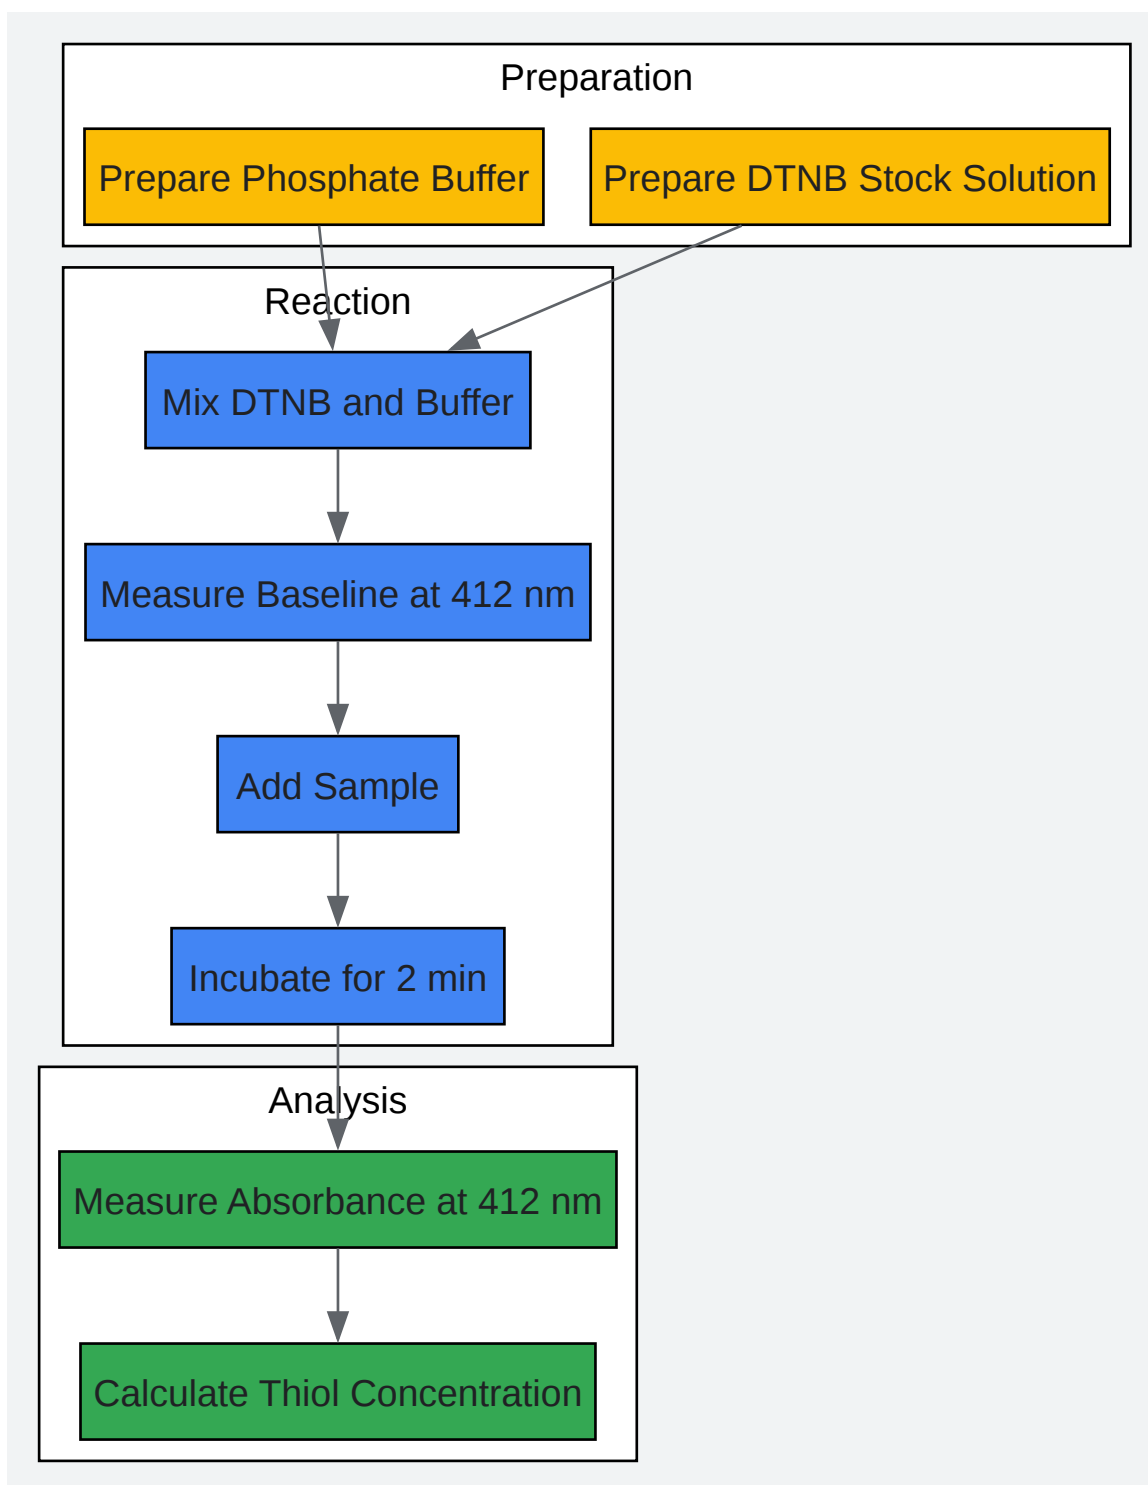 Preparation
Prepare Phosphate Buffer
Prepare DTNB Stock Solution
Reaction
Mix DTNB and Buffer
Measure Baseline at 412 nm
Add Sample
Incubate for 2 min
Analysis
Measure Absorbance at 412 nm
Calculate Thiol Concentration